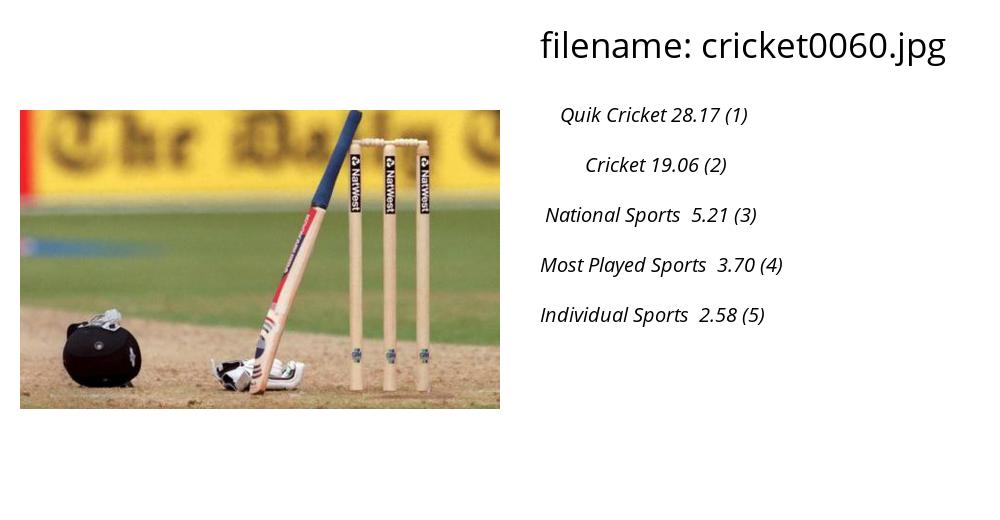 filename: cricket0060.jpg
Quik Cricket 28.17 (1)
Cricket 19.06 (2)
National Sports 5.21 (3)
Most Played Sports 3.70 (4)
Individual Sports 2.58 (5)
The Daily
NatWest
NatWest
NatWest